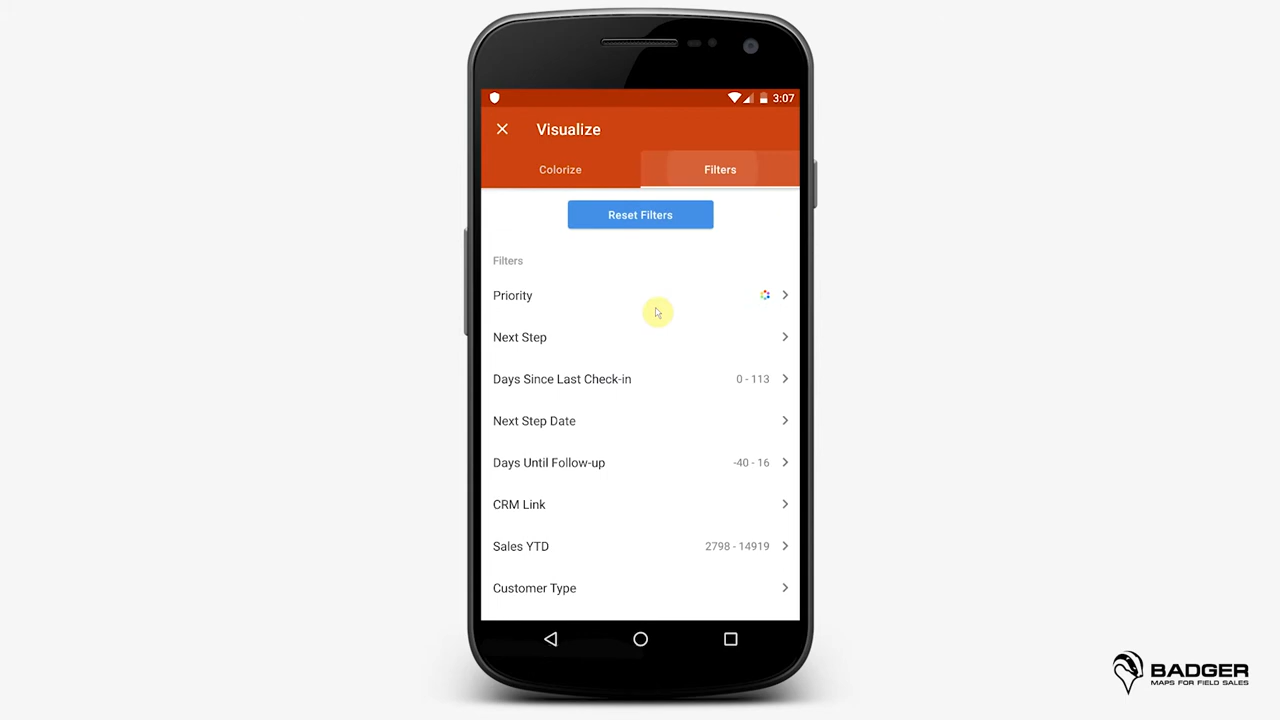 3:07
Visualize
Colorize Filters
Reset Filters
Filters
Priority
Next Step
Days Since Last Check-in 0 - 113
Next Step Date
Days Until Follow-up -40 - 16
CRM Link
Sales YTD 2798 - 14919
Customer Type
BADGER
MAPS FOR FIELD SALES